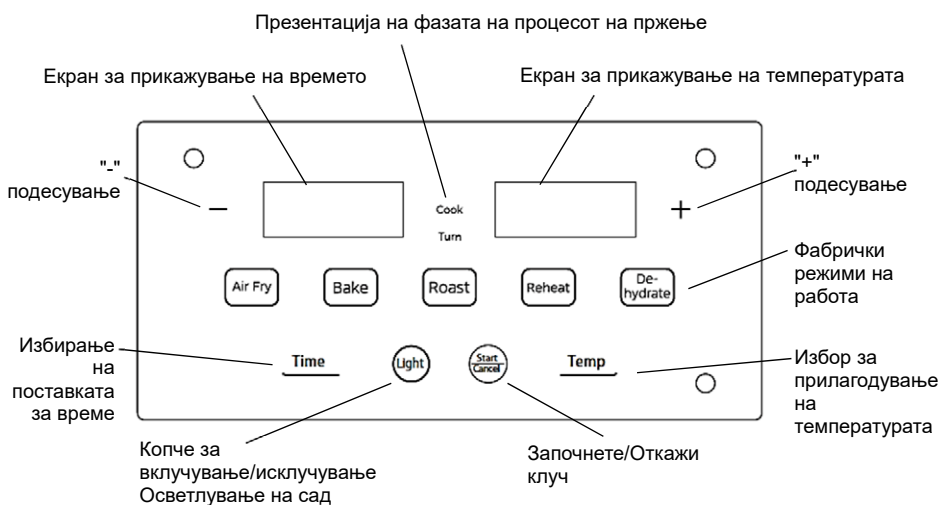 Презентација на фазата на процесот на пржење
Екран за прикажување на времето
Екран за прикажување на температурата
"-"
подесување
"+"
подесување
−
Cook
Turn
+
Air Fry
Bake
Roast
Reheat
De-
hydrate
Фабрички
режими на
работа
Избирање
на
поставката
за време
Time
Light
Start
Cancel
Temp
Избор за
прилагодување
на
температурата
Копче за
вклучување/исклучување
Осветлување на сад
Започнете/Откажи
клуч